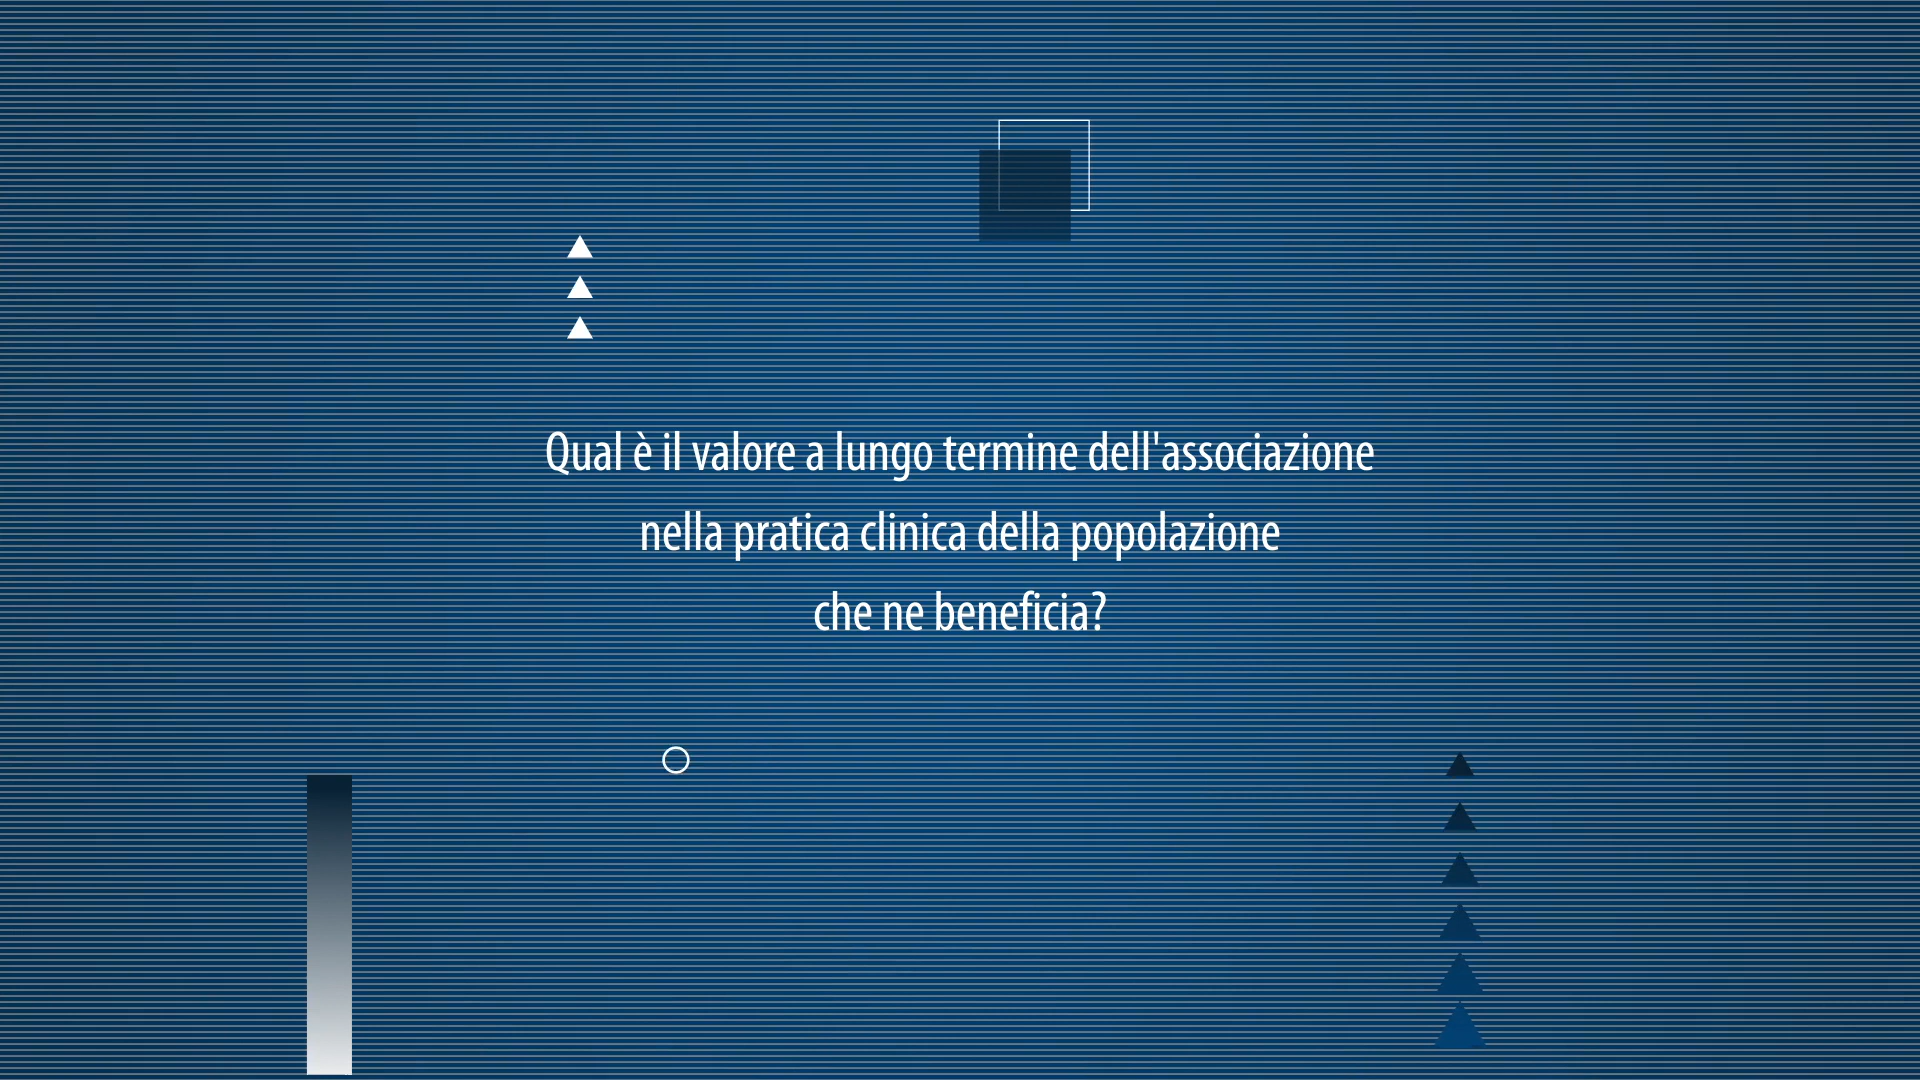 Qual è il valore a lungo termine dell'associazione
nella pratica clinica della popolazione
che ne beneficia?